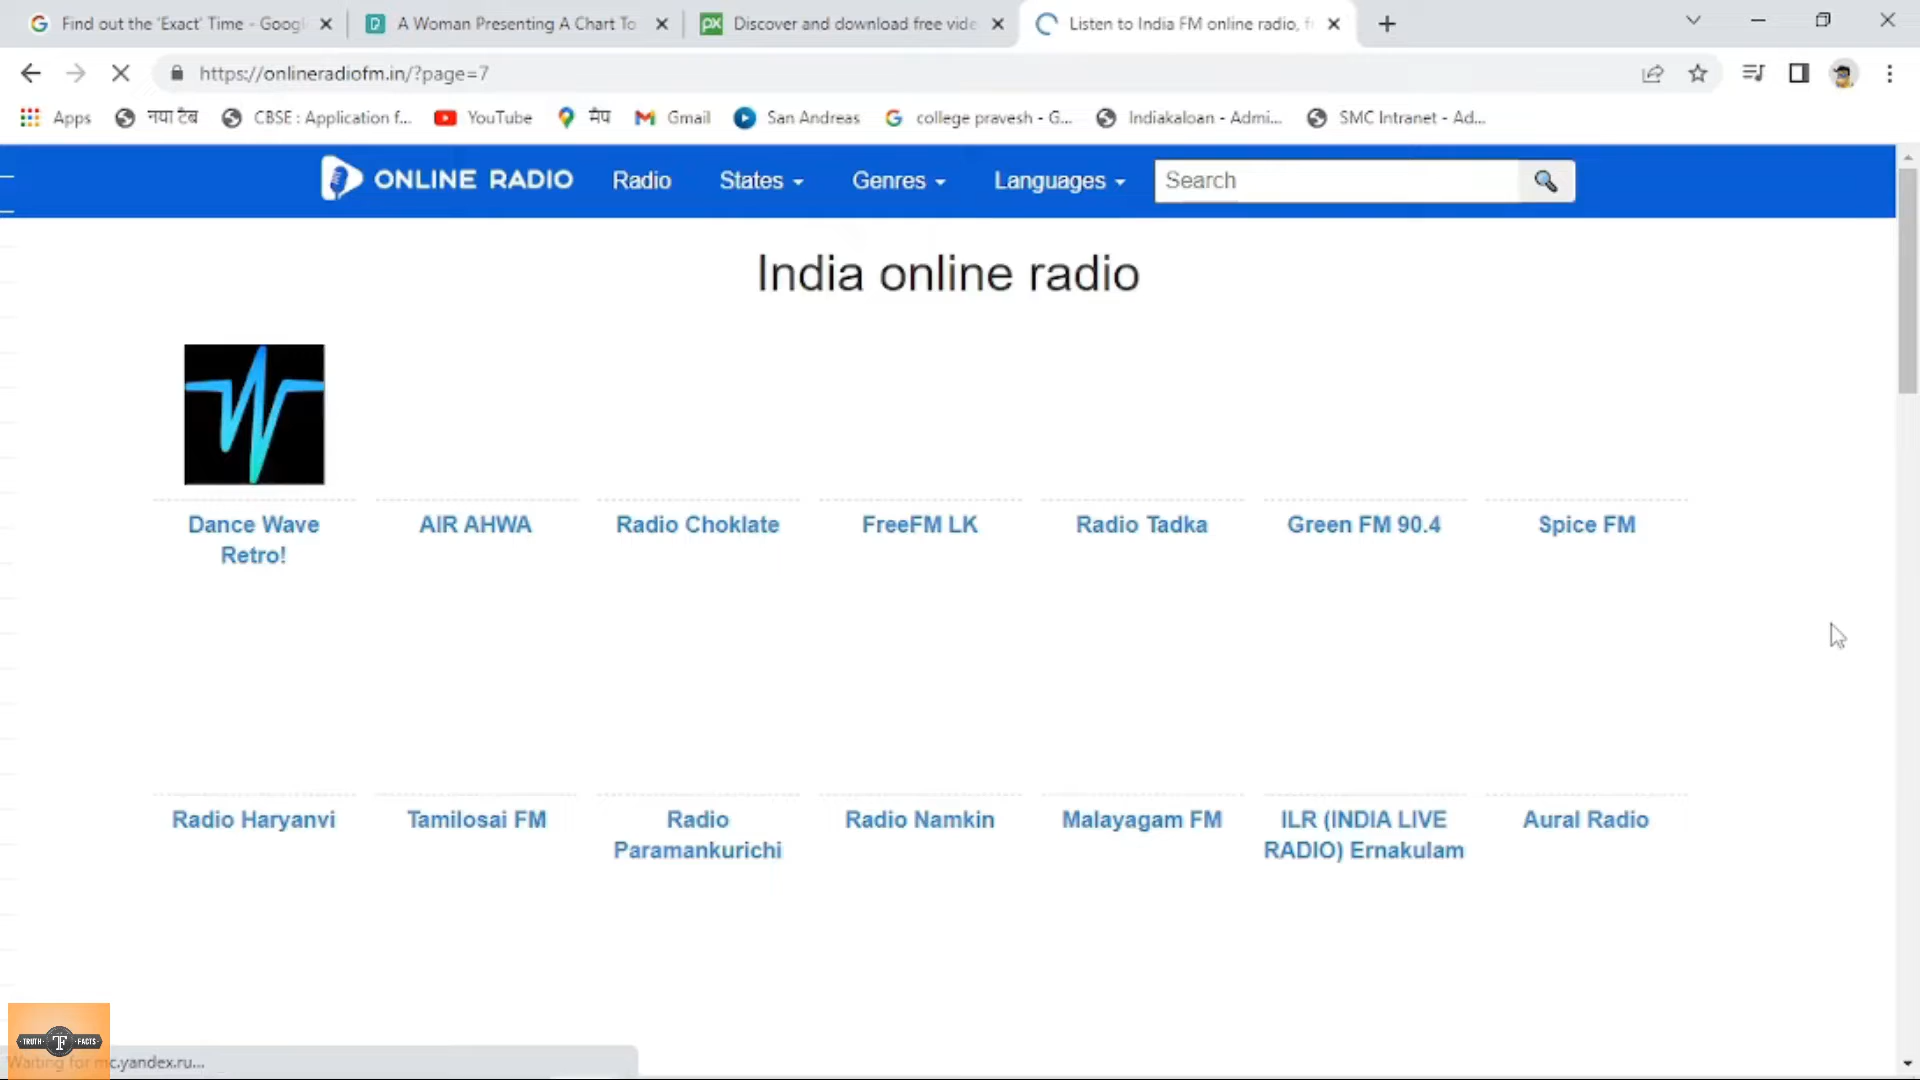 Find out the 'Exact' Time - Googl
A Woman Presenting A Chart To
Discover and download free vide
Listen to India FM online radio, f
https://onlineradiofm.in/?page=7
Apps
नया टैब
CBSE : Application f...
YouTube
मैप
Gmail
San Andreas
college pravesh - G...
Indiakaloan - Admi...
SMC Intranet - Ad...
ONLINE RADIO
Radio
States
Genres
Languages
Search
India online radio
Dance Wave
Retro!
AIR AHWA
Radio Choklate
FreeFM LK
Radio Tadka
Green FM 90.4
Spice FM
Radio Haryanvi
Tamilosai FM
Radio
Paramankurichi
Radio Namkin
Malayagam FM
ILR (INDIA LIVE
RADIO) Ernakulam
Aural Radio
TRUTH TF FACTS
Waiting for mc.yandex.ru...